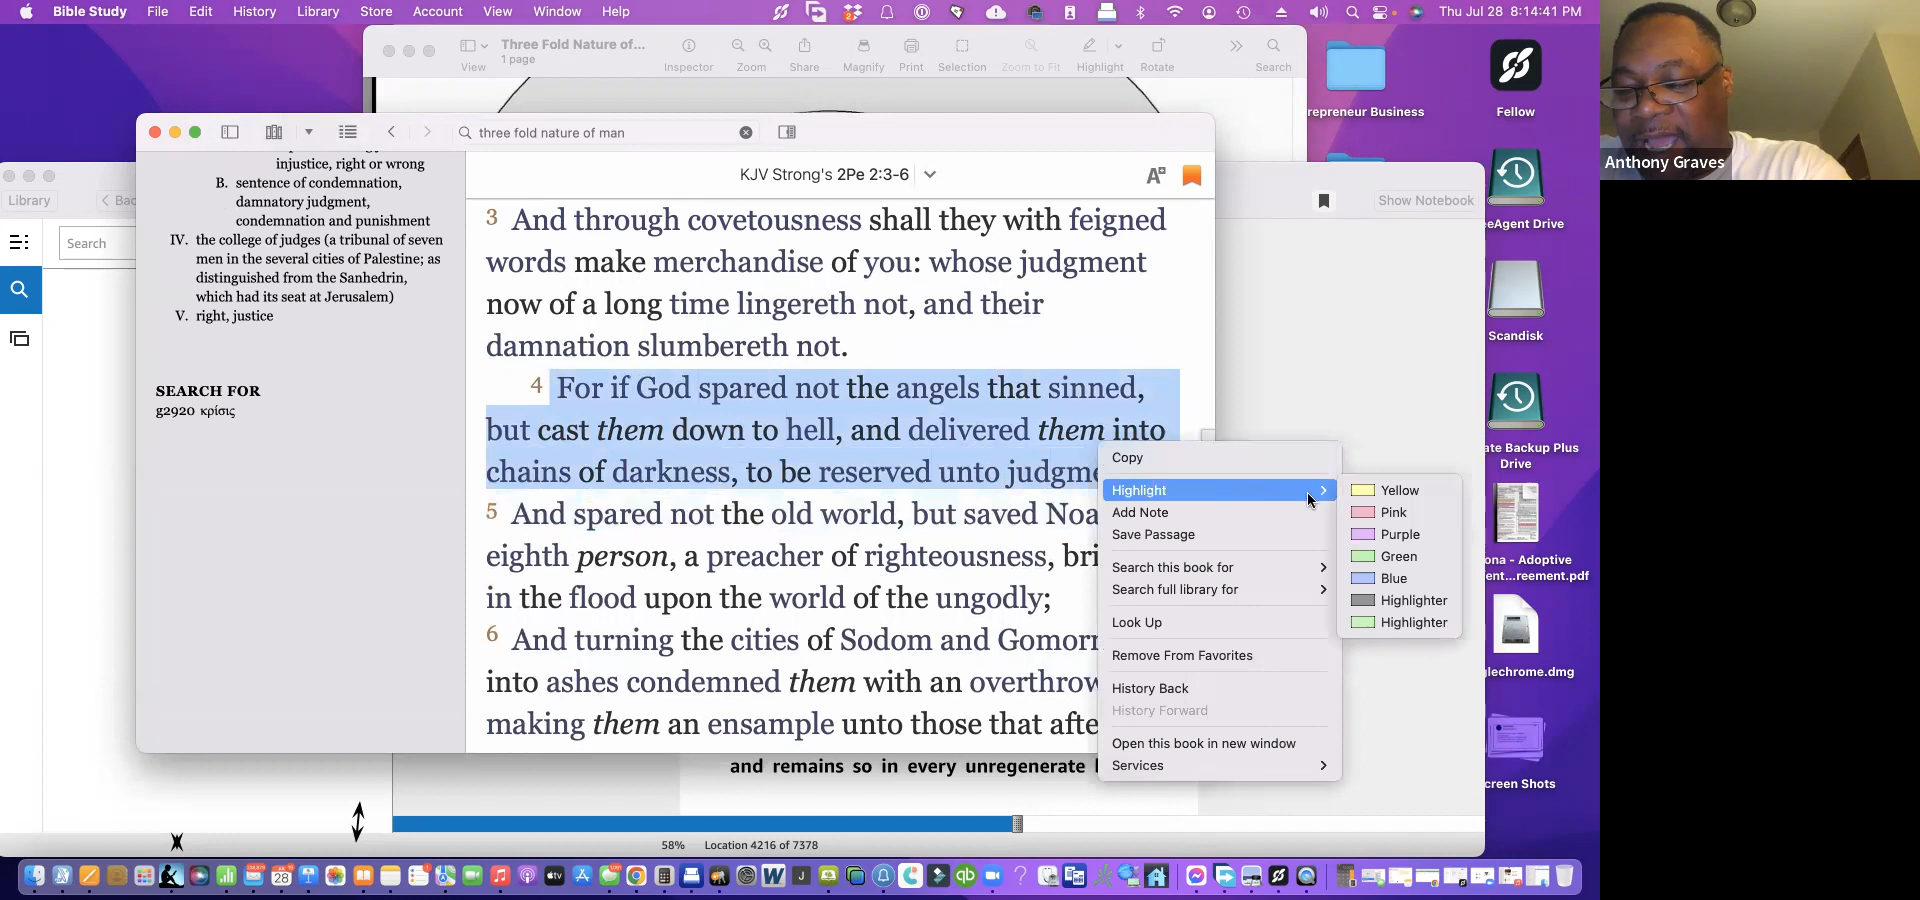 Bible Study File Edit History Library Store Account View Window Help Thu Jul 28 8:14:41 PM
Three Fold Nature of...
1 page
View Inspector Zoom Share Magnify Print Selection Zoom to Fit Highlight Rotate Search
three fold nature of man
injustice, right or wrong
B. sentence of condemnation,
damnatory judgment,
condemnation and punishment
IV. the college of judges (a tribunal of seven
men in the several cities of Palestine; as
distinguished from the Sanhedrin,
which had its seat at Jerusalem)
V. right, justice
SEARCH FOR
g2920 κρίσις
Library
Bac
Search
KJV Strong's 2Pe 2:3-6
Show Notebook
3 And through covetousness shall they with feigned
words make merchandise of you: whose judgment
now of a long time lingereth not, and their
damnation slumbereth not.
4 For if God spared not the angels that sinned,
but cast them down to hell, and delivered them into
chains of darkness, to be reserved unto judgme
5 And spared not the old world, but saved Noa
eighth person, a preacher of righteousness, bri
in the flood upon the world of the ungodly;
6 And turning the cities of Sodom and Gomorr
into ashes condemned them with an overthrow
making them an ensample unto those that afte
Copy
Highlight
Add Note
Save Passage
Search this book for
Search full library for
Look Up
Remove From Favorites
History Back
History Forward
Open this book in new window
Services
Yellow
Pink
Purple
Green
Blue
Highlighter
Highlighter
and remains so in every unregenerate
58% Location 4216 of 7378
repreneur Business
Fellow
eeAgent Drive
Scandisk
ate Backup Plus
Drive
ona - Adoptive
ent...reement.pdf
glechrome.dmg
creen Shots
Anthony Graves